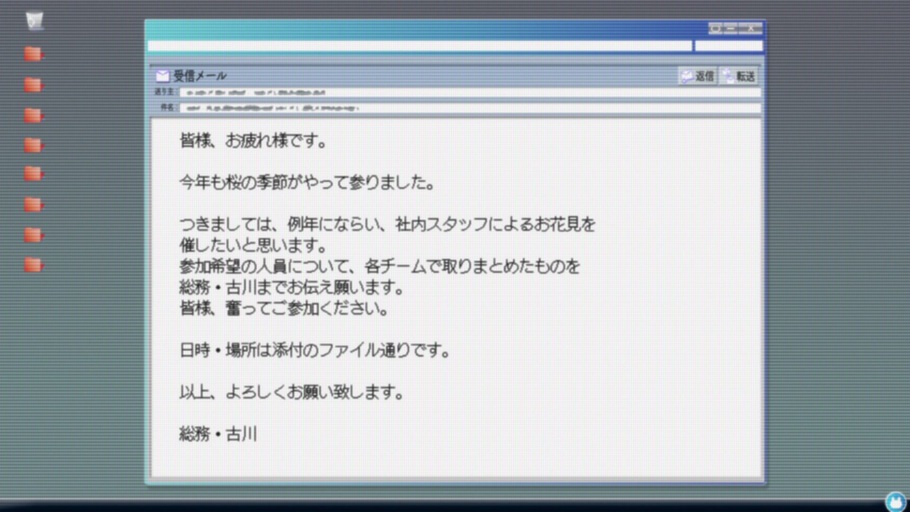 受信メール
返信
転送
送り主:
件名:
皆様、お疲れ様です。
今年も桜の季節がやって参りました。
つきましては、例年にならい、社内スタッフによるお花見を
催したいと思います。
参加希望の人員について、各チームで取りまとめたものを
総務・古川までお伝え願います。
皆様、奮ってご参加ください。
日時・場所は添付のファイル通りです。
以上、よろしくお願い致します。
総務・古川